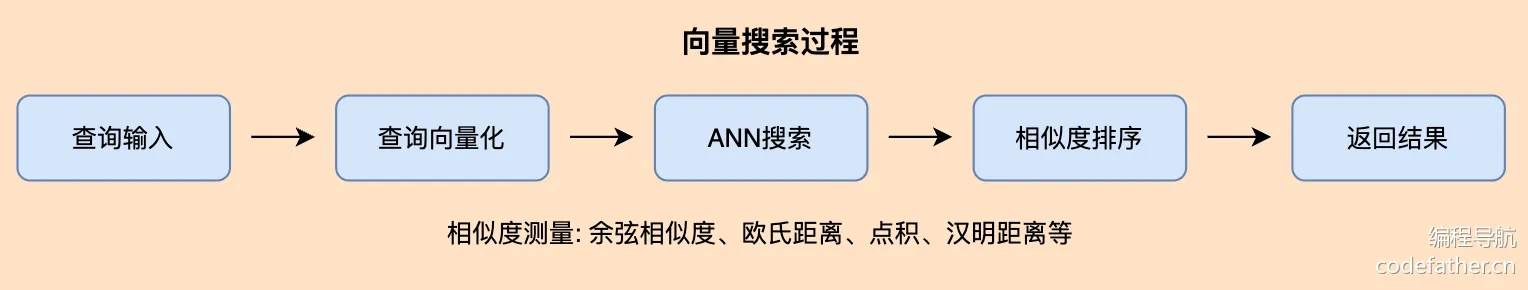 向量搜索过程
查询输入
查询向量化
ANN搜索
相似度排序
返回结果
相似度测量: 余弦相似度、欧氏距离、点积、汉明距离等
编程导航
codefather.cn